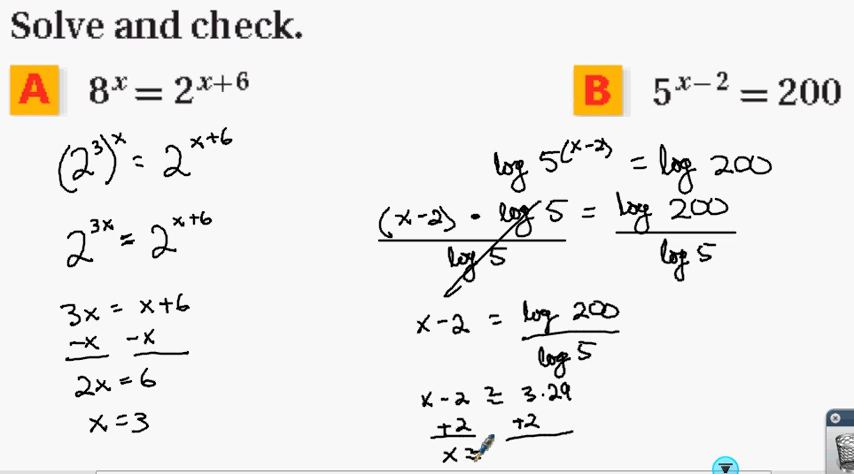 Solve and check.
A 8^x = 2^{x+6}
(2^3)^x = 2^{x+6}
2^{3x} = 2^{x+6}
3x = x+6
-x -x
2x = 6
x = 3
B 5^{x-2} = 200
log 5^{(x-2)} = log 200
(x-2) · log 5 = log 200
log 5 log 5
x-2 = log 200
log 5
x-2 ≈ 3.29
+2 +2
x ≈